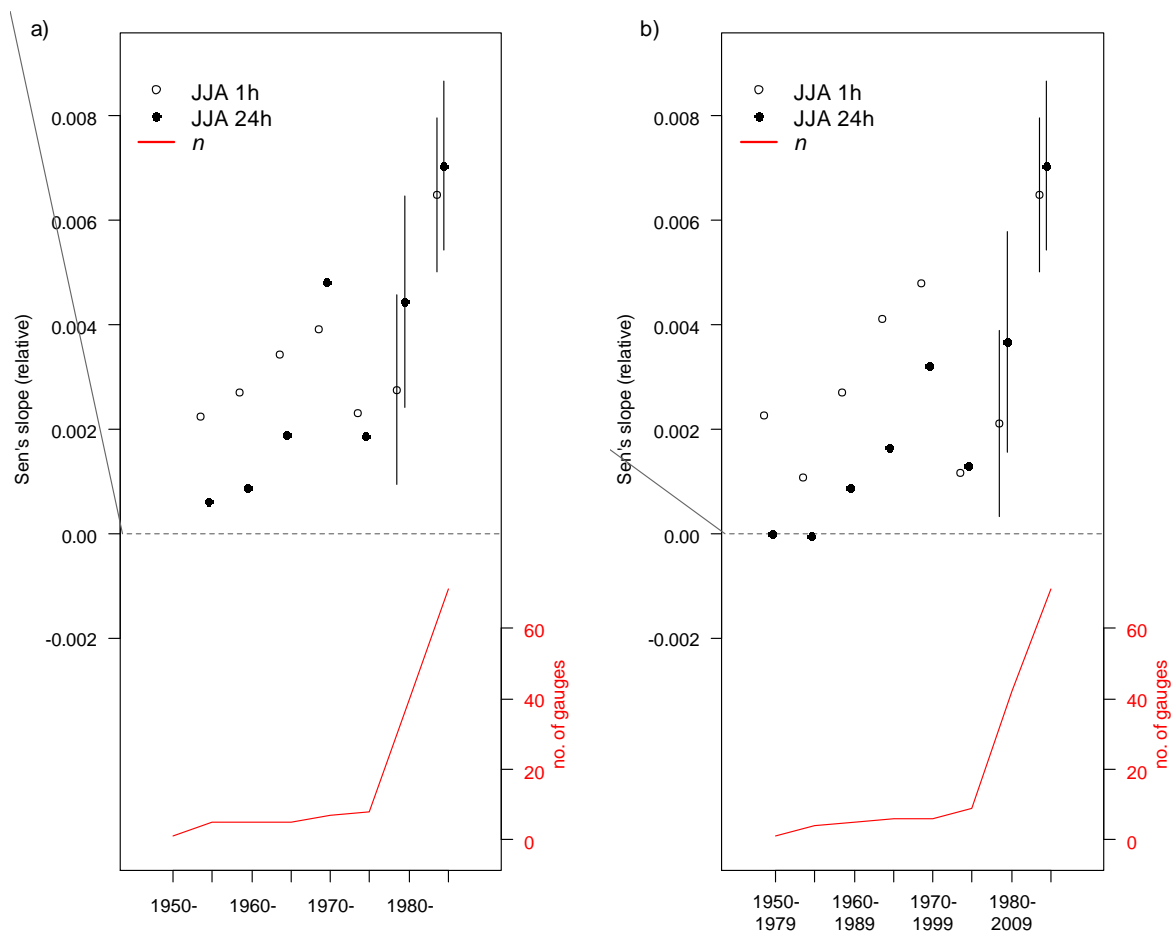 a)
JJA 1h
JJA 24h
n
0.008
0.006
0.004
0.002
0.00
-0.002
Sen's slope (relative)
60
40
20
0
no. of gauges
1950-
1960-
1970-
1980-
b)
JJA 1h
JJA 24h
n
0.008
0.006
0.004
0.002
0.00
-0.002
Sen's slope (relative)
60
40
20
0
no. of gauges
1950-
1979
1960-
1989
1970-
1999
1980-
2009